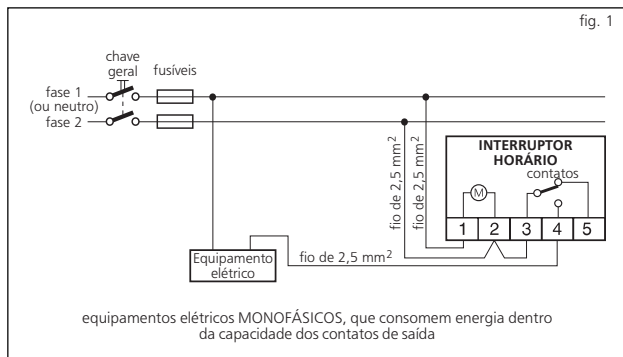 fig. 1
chave
geral
fusíveis
fase 1
(ou neutro)
fase 2
fio de 2,5 mm²
fio de 2,5 mm²
INTERRUPTOR
HORÁRIO
contatos
M
1 2 3 4 5
Equipamento
elétrico
fio de 2,5 mm²
equipamentos elétricos MONOFÁSICOS, que consomem energia dentro
da capacidade dos contatos de saída